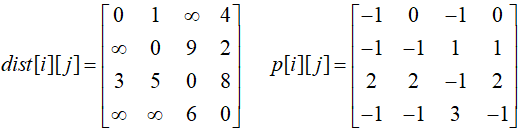 dist[i][j]= 0 1 ∞ 4 p[i][j]= -1 0 -1 0
∞ 0 9 2 -1 -1 1 1
3 5 0 8 2 2 -1 2
∞ ∞ 6 0 -1 -1 3 -1